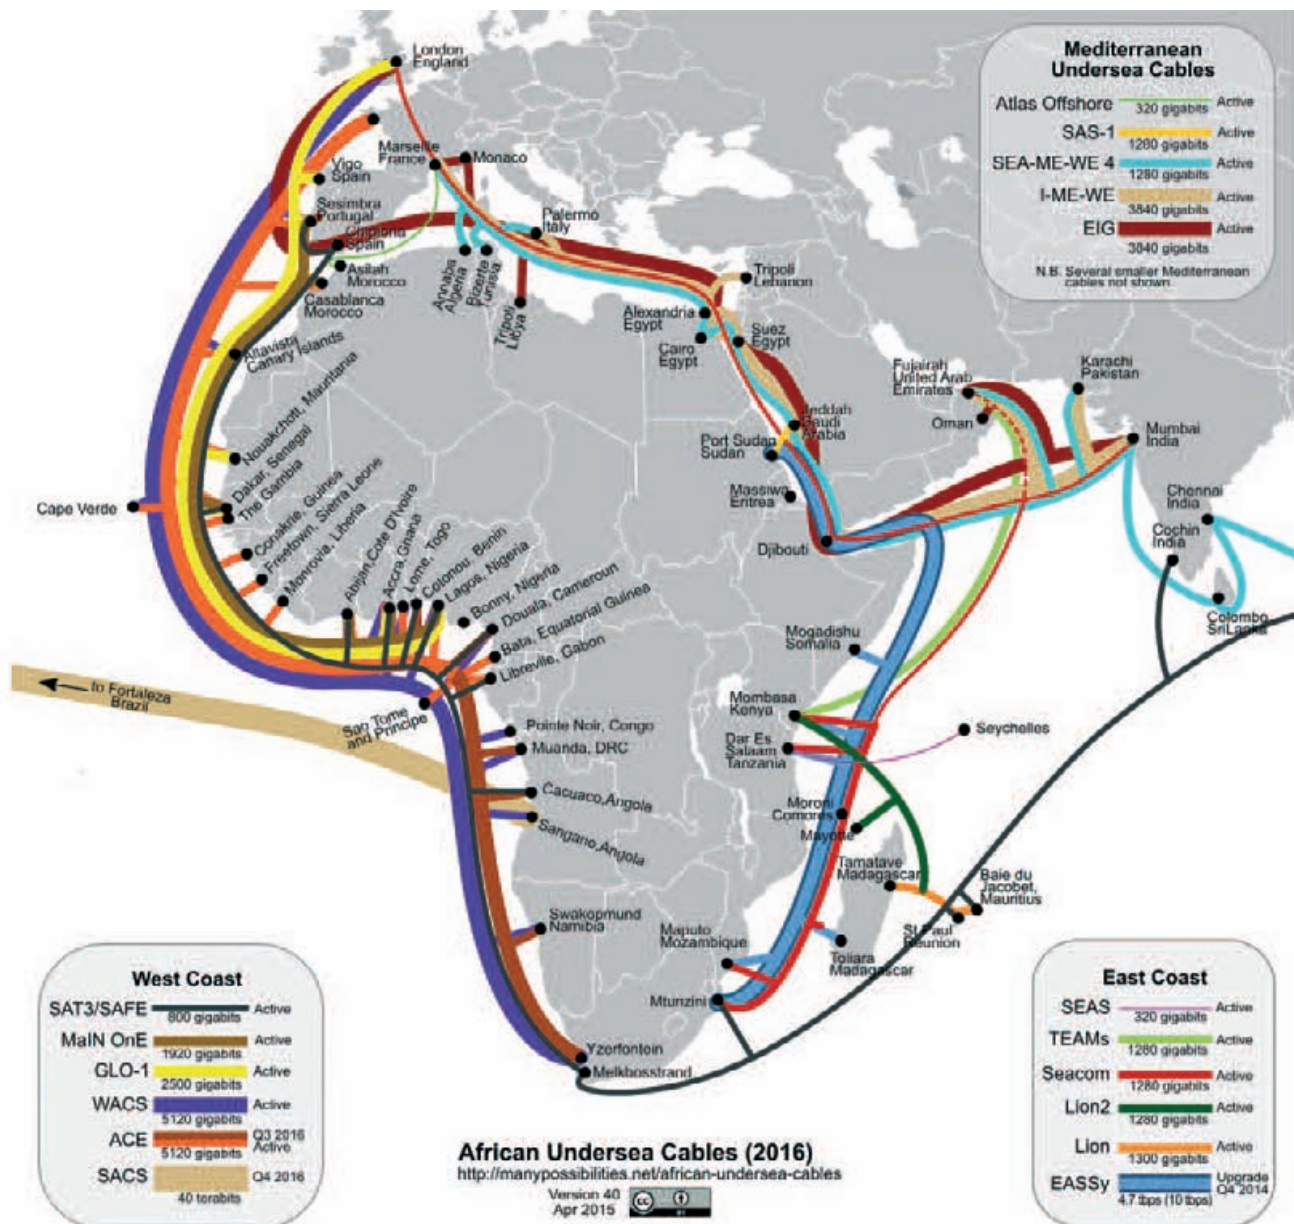 London
England
Marseille
France
Monaco
Vigo
Spain
Sesimbra
Portugal
Chipiona
Spain
Asilah
Morocco
Casablanca
Morocco
Annaba
Algeria
Bizerte
Tunisia
Tripoli
Libya
Palermo
Italy
Tripoli
Lebanon
Alexandria
Egypt
Cairo
Egypt
Suez
Egypt
Jeddah
Saudi
Arabia
Port Sudan
Sudan
Massiwa
Eritrea
Djibouti
Fujairah
United Arab
Emirates
Oman
Karachi
Pakistan
Mumbai
India
Chennai
India
Cochin
India
Colombo
SriLanka
Altavista
Canary Islands
Nouakchott, Mauritania
Dakar, Senegal
The Gambia
Cape Verde
Conakrie, Guinea
Freetown, Sierra Leone
Monrovia, Liberia
Abijan,Cote D'Ivoire
Accra,Ghana
Lome, Togo
Cotonou, Benin
Lagos, Nigeria
Bonny, Nigeria
Douala, Cameroun
Bata, Equatorial Guinea
Libreville, Gabon
to Fortaleza
Brazil
Sao Tome
and Principe
Pointe Noir, Congo
Muanda, DRC
Cacuaco,Angola
Sangano,Angola
Swakopmund
Namibia
Yzerfontein
Melkbosstrand
Mogadishu
Somalia
Mombasa
Kenya
Dar Es
Salaam
Tanzania
Seychelles
Moroni
Comores
Mayotte
Tamatave
Madagascar
Baie du
Jacobet,
Mauritius
St Paul
Reunion
Toliara
Madagascar
Maputo
Mozambique
Mtunzini
Mediterranean
Undersea Cables
Atlas Offshore Active
320 gigabits
SAS-1 Active
1280 gigabits
SEA-ME-WE 4 Active
1280 gigabits
I-ME-WE Active
3840 gigabits
EIG Active
3840 gigabits
N.B. Several smaller Mediterranean
cables not shown
West Coast
SAT3/SAFE Active
800 gigabits
MaIN OnE Active
1920 gigabits
GLO-1 Active
2500 gigabits
WACS Active
5120 gigabits
ACE Q3 2016
Active
5120 gigabits
SACS Q4 2016
40 terabits
East Coast
SEAS Active
320 gigabits
TEAMs Active
1280 gigabits
Seacom Active
1280 gigabits
Lion2 Active
1280 gigabits
Lion Active
1300 gigabits
EASSy Upgrade
Q4 2014
4.7 tbps (10 tbps)
African Undersea Cables (2016)
http://manypossibilities.net/african-undersea-cables
Version 40
Apr 2015
cc
BY